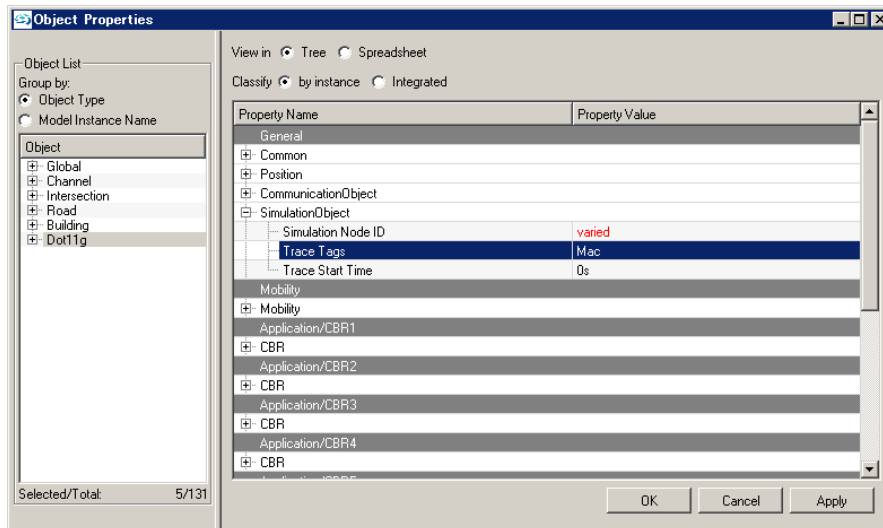 Object Properties
Object List
Group by:
Object Type
Model Instance Name
Object
Global
Channel
Intersection
Road
Building
Dot11g
Selected/Total: 5/131
View in Tree Spreadsheet
Classify by instance Integrated
Property Name Property Value
General
Common
Position
CommunicationObject
SimulationObject
Simulation Node ID varied
Trace Tags Mac
Trace Start Time 0s
Mobility
Mobility
Application/CBR1
CBR
Application/CBR2
CBR
Application/CBR3
CBR
Application/CBR4
CBR
OK Cancel Apply